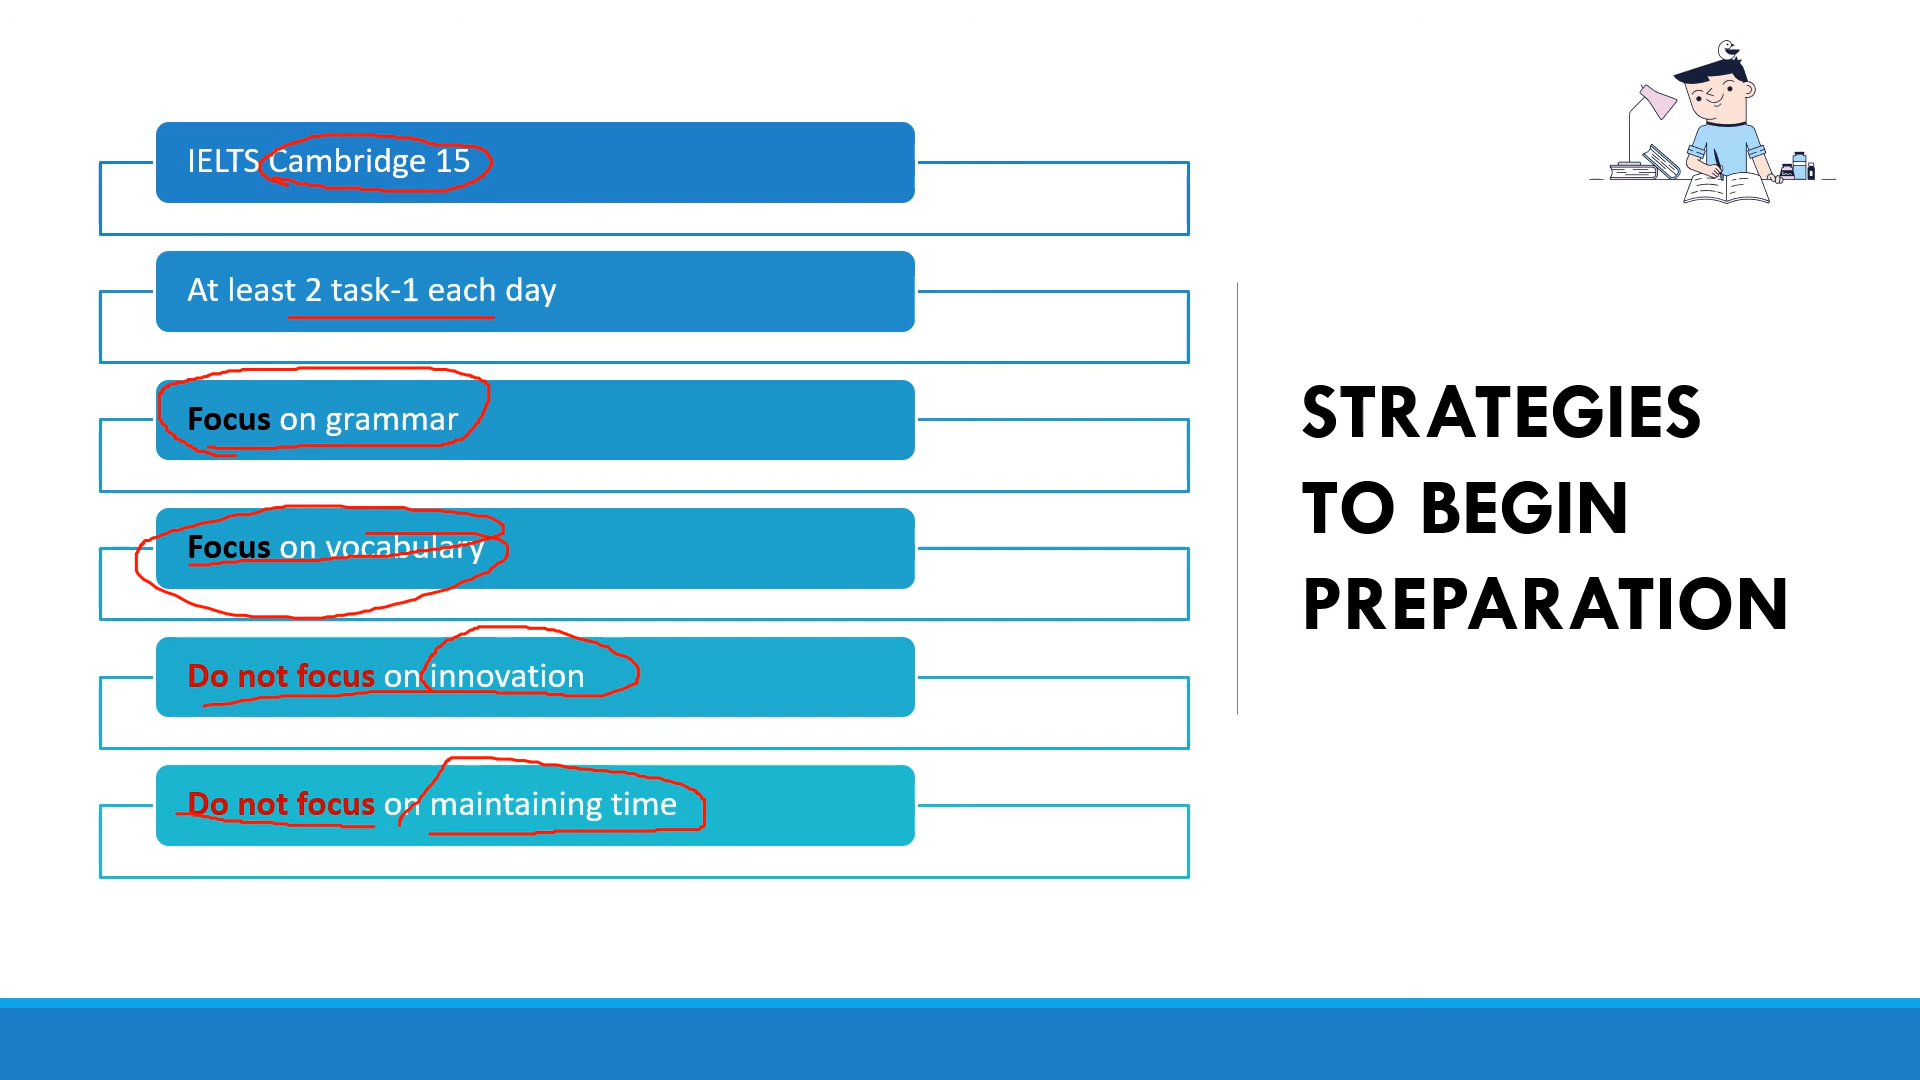 IELTS Cambridge 15
At least 2 task-1 each day
Focus on grammar
Focus on vocabulary
Do not focus on innovation
Do not focus on maintaining time
STRATEGIES
TO BEGIN
PREPARATION